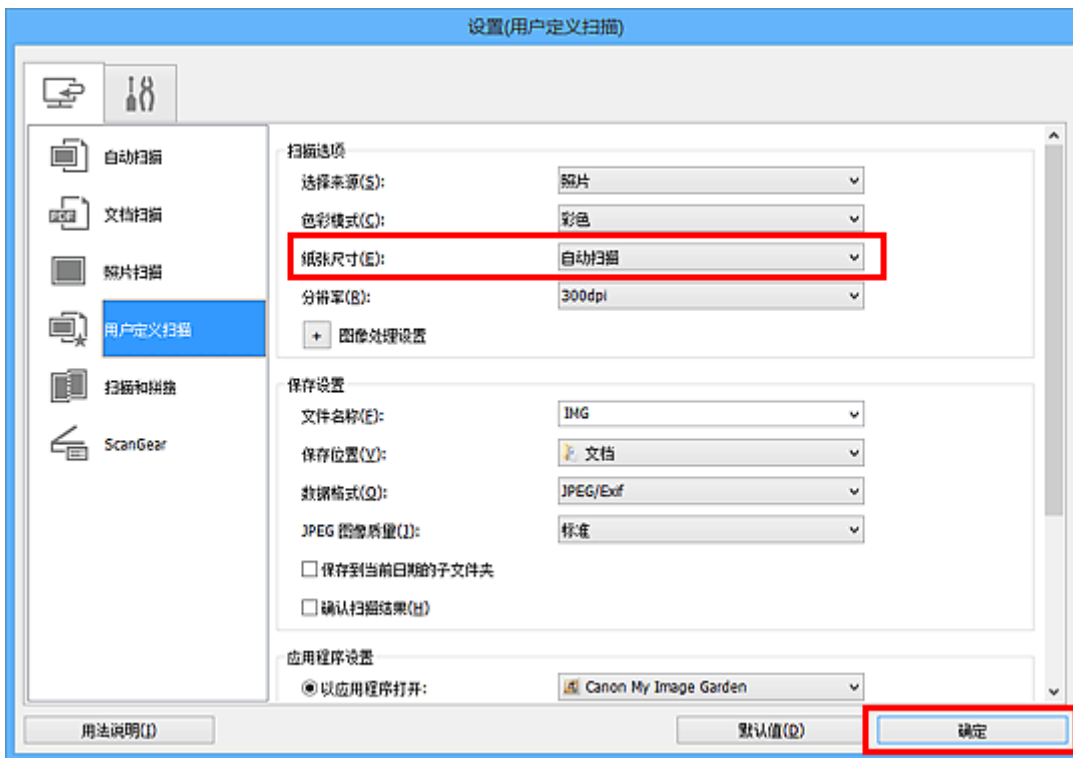 设置(用户定义扫描)
自动扫描
文档扫描
照片扫描
用户定义扫描
扫描和拼接
ScanGear
扫描选项
选择来源(S): 照片
色彩模式(C): 彩色
纸张尺寸(E): 自动扫描
分辨率(R): 300dpi
+ 图像处理设置
保存设置
文件名称(F): IMG
保存位置(V): 文档
数据格式(O): JPEG/Exif
JPEG 图像质量(J): 标准
保存到当前日期的子文件夹
确认扫描结果(H)
应用程序设置
以应用程序打开: Canon My Image Garden
用法说明(I) 默认值(D) 确定